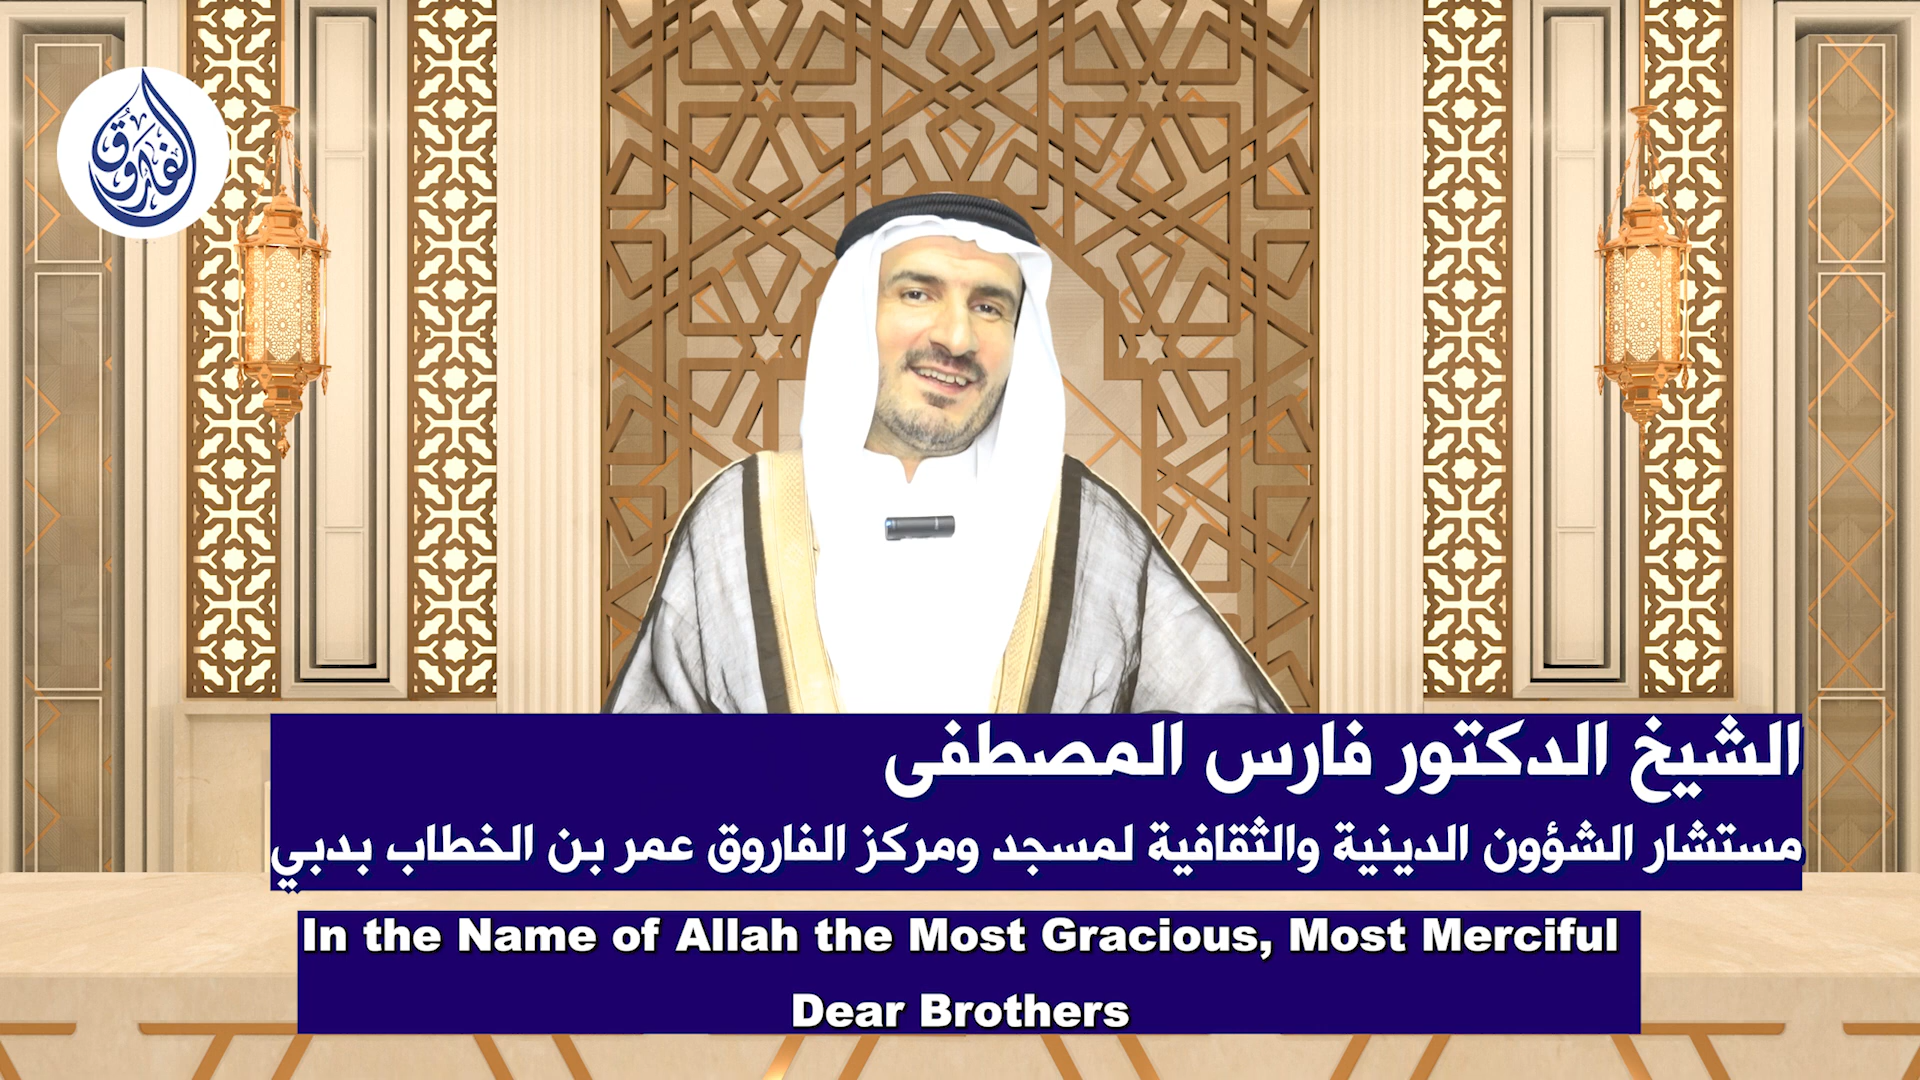 الفاروق
الشيخ الدكتور فارس المصطفى
مستشار الشؤون الدينية والثقافية لمسجد ومركز الفاروق عمر بن الخطاب بدبي
In the Name of Allah the Most Gracious, Most Merciful
Dear Brothers